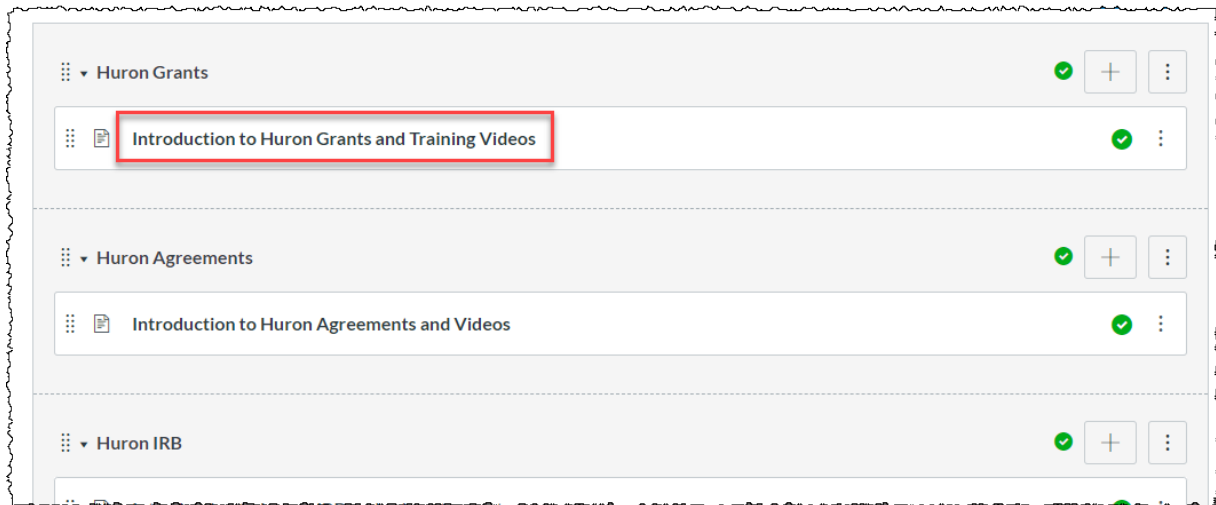 Huron Grants
Introduction to Huron Grants and Training Videos
Huron Agreements
Introduction to Huron Agreements and Videos
Huron IRB